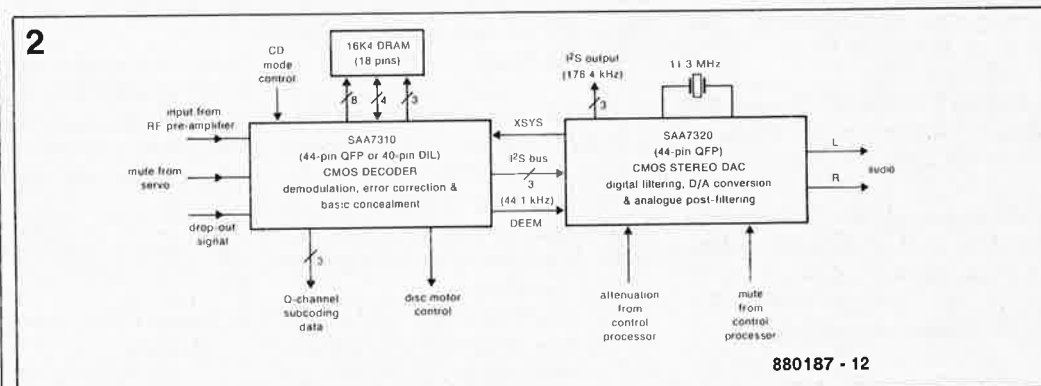 2
CD
mode
control
16K4 DRAM
(18 pins)
8
4
3
I²S output
(176.4 kHz)
3
11.3 MHz
input from
RF pre-amplifier
mute from
servo
drop-out
signal
SAA7310
(44-pin QFP or 40-pin DIL)
CMOS DECODER
demodulation, error correction &
basic concealment
XSYS
I²S bus
3
(44.1 kHz)
DEEM
SAA7320
(44-pin QFP)
CMOS STEREO DAC
digital filtering, D/A conversion
& analogue post-filtering
L
R
audio
3
Q-channel
subcoding
data
disc motor
control
attenuation
from
control
processor
mute
from
control
processor
880187 - 12